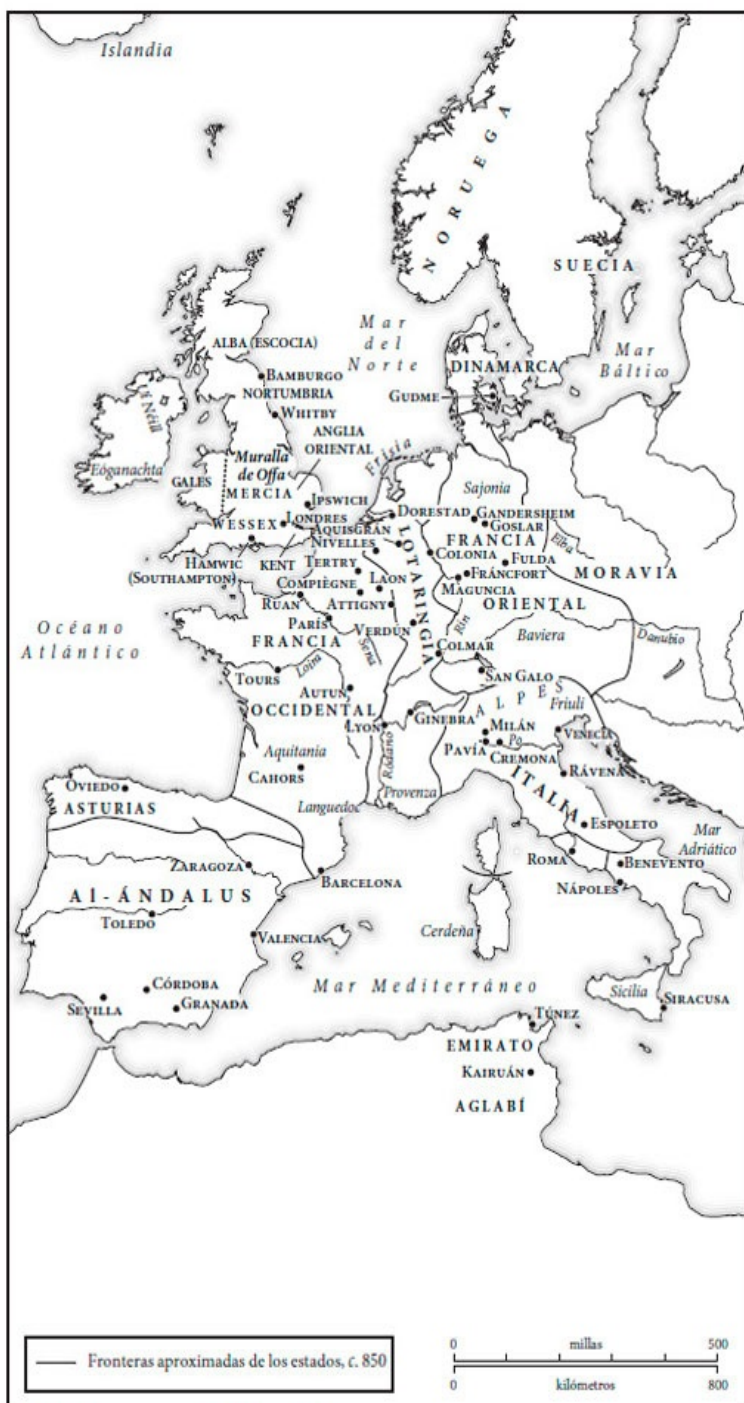 Islandia
NORUEGA
SUECIA
Mar
del
Norte
ALBA (ESCOCIA)
DINAMARCA
Mar
Báltico
BAMBURGO
GUDME
NORTUMBRIA
WHITBY
Uí Néill
ANGLIA
ORIENTAL
Frisia
Muralla
de Offa
Eóganachta
GALES
MERCIA
Sajonia
IPSWICH
DORESTAD
GANDERSHEIM
GOSLAR
WESSEX
LONDRES
AQUISGRÁN
FRANCIA
Elba
NIVELLES
LOTARINGIA
COLONIA
FULDA
HAMWIC
(SOUTHAMPTON)
KENT
TERTRY
FRÁNCFORT
MORAVIA
COMPIÈGNE
LAON
MAGUNCIA
RUAN
ATTIGNY
ORIENTAL
Océano
Atlántico
PARÍS
VERDÚN
Rin
FRANCIA
Sena
Baviera
Danubio
COLMAR
TOURS
Loira
SAN GALO
AUTUN
ALPES
OCCIDENTAL
GINEBRA
Friuli
LYON
MILÁN
VENECIA
Aquitania
Ródano
PAVÍA
Po
CREMONA
CAHORS
RÁVENA
OVIEDO
Provenza
ITALIA
ASTURIAS
Languedoc
ESPOLETO
Mar
Adriático
ZARAGOZA
ROMA
BENEVENTO
BARCELONA
Al-ÁNDALUS
NÁPOLES
TOLEDO
VALENCIA
Cerdeña
CÓRDOBA
Mar Mediterráneo
Sicilia
SEVILLA
GRANADA
SIRACUSA
TÚNEZ
EMIRATO
KAIRUÁN
AGLABÍ
Fronteras aproximadas de los estados, c. 850
0 millas 500
0 kilómetros 800